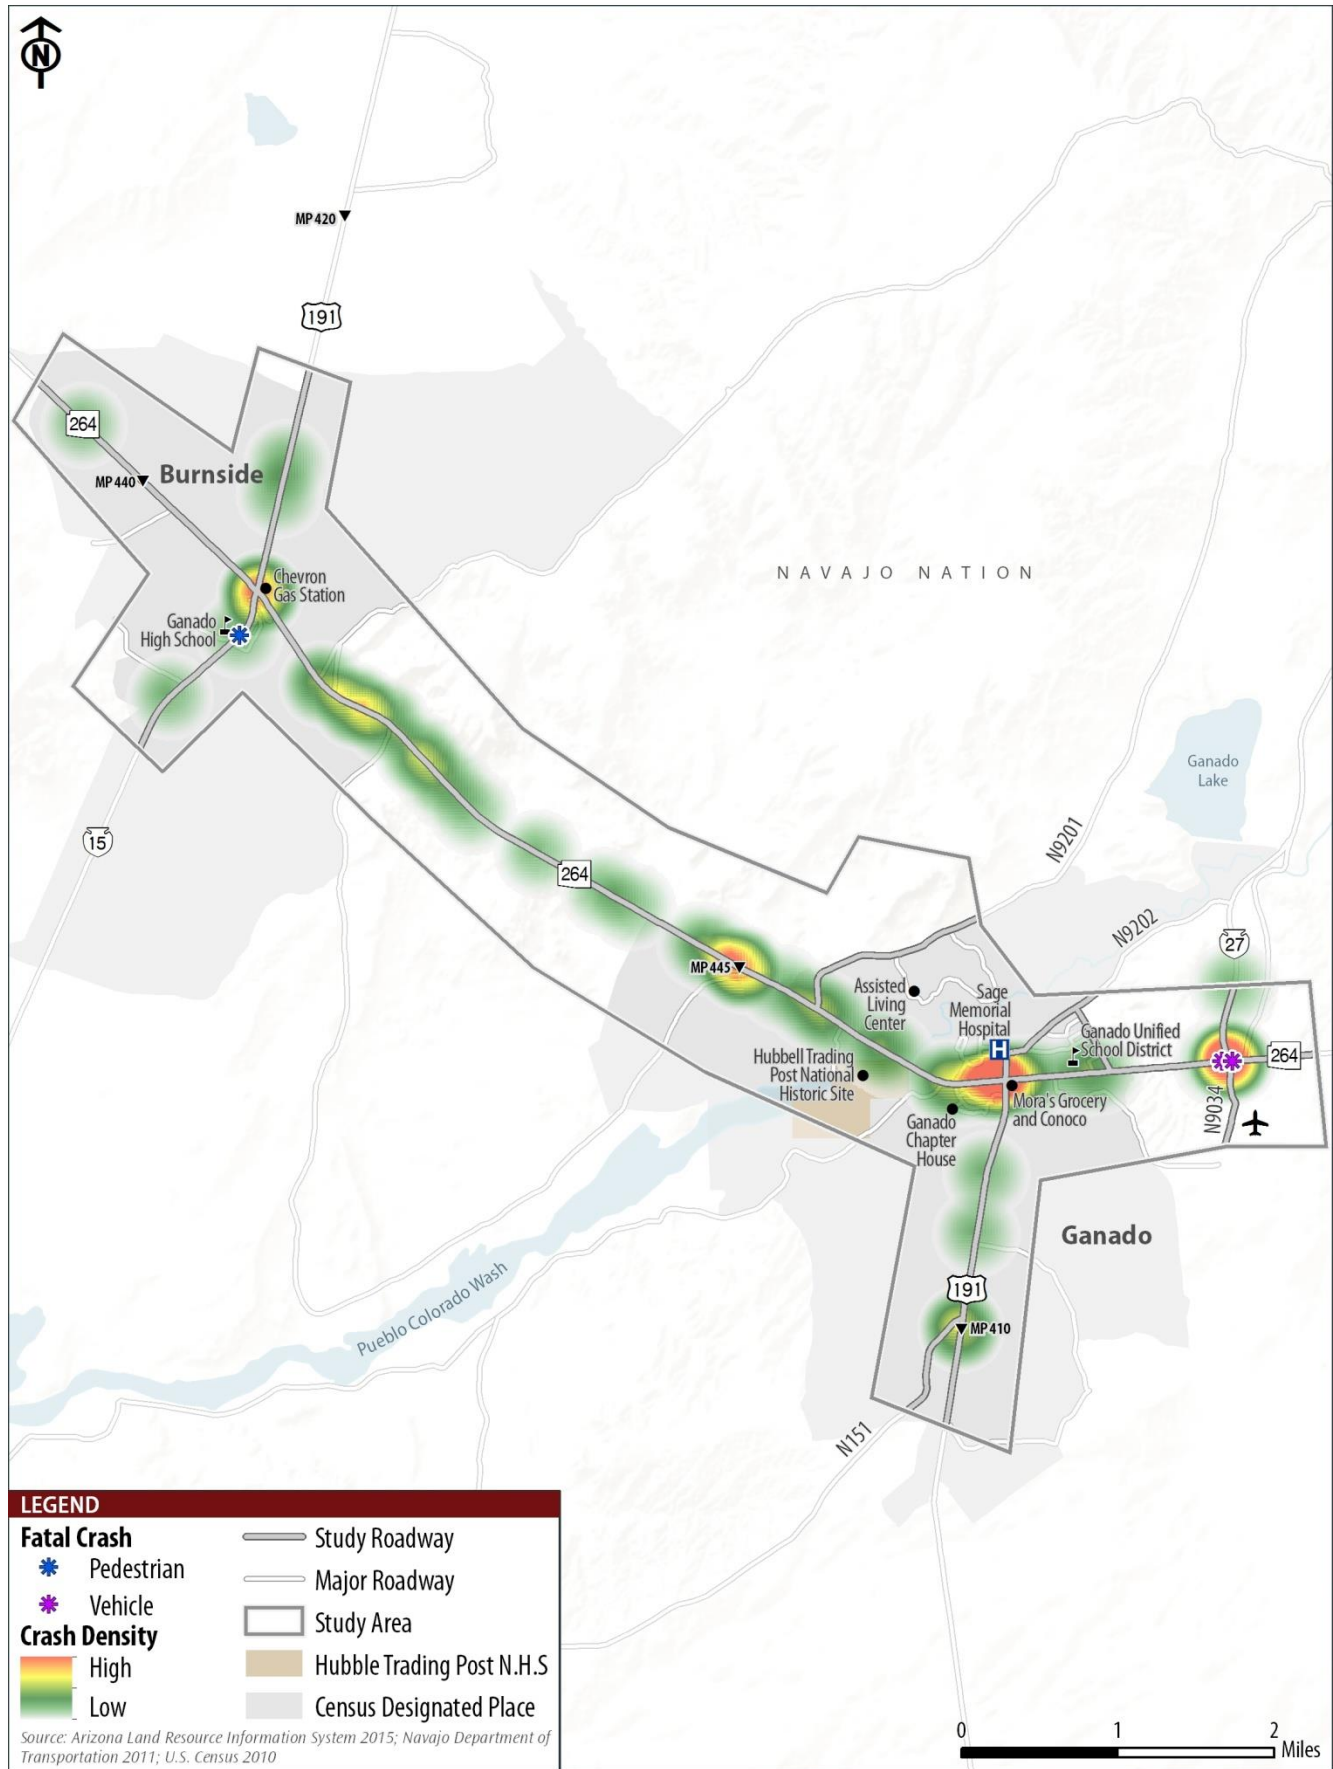 N
MP 420
191
264
MP 440
Burnside
Chevron
Gas Station
Ganado
High School
NAVAJO NATION
15
264
Ganado
Lake
N9201
N9202
27
MP 445
Assisted
Living
Center
Sage
Memorial
Hospital
H
Ganado Unified
School District
264
Hubbell Trading
Post National
Historic Site
Mora's Grocery
and Conoco
N9034
Ganado
Chapter
House
Ganado
191
MP 410
Pueblo Colorado Wash
N151
LEGEND
Fatal Crash
Pedestrian
Vehicle
Crash Density
High
Low
Study Roadway
Major Roadway
Study Area
Hubble Trading Post N.H.S
Census Designated Place
Source: Arizona Land Resource Information System 2015; Navajo Department of
Transportation 2011; U.S. Census 2010
0 1 2
Miles